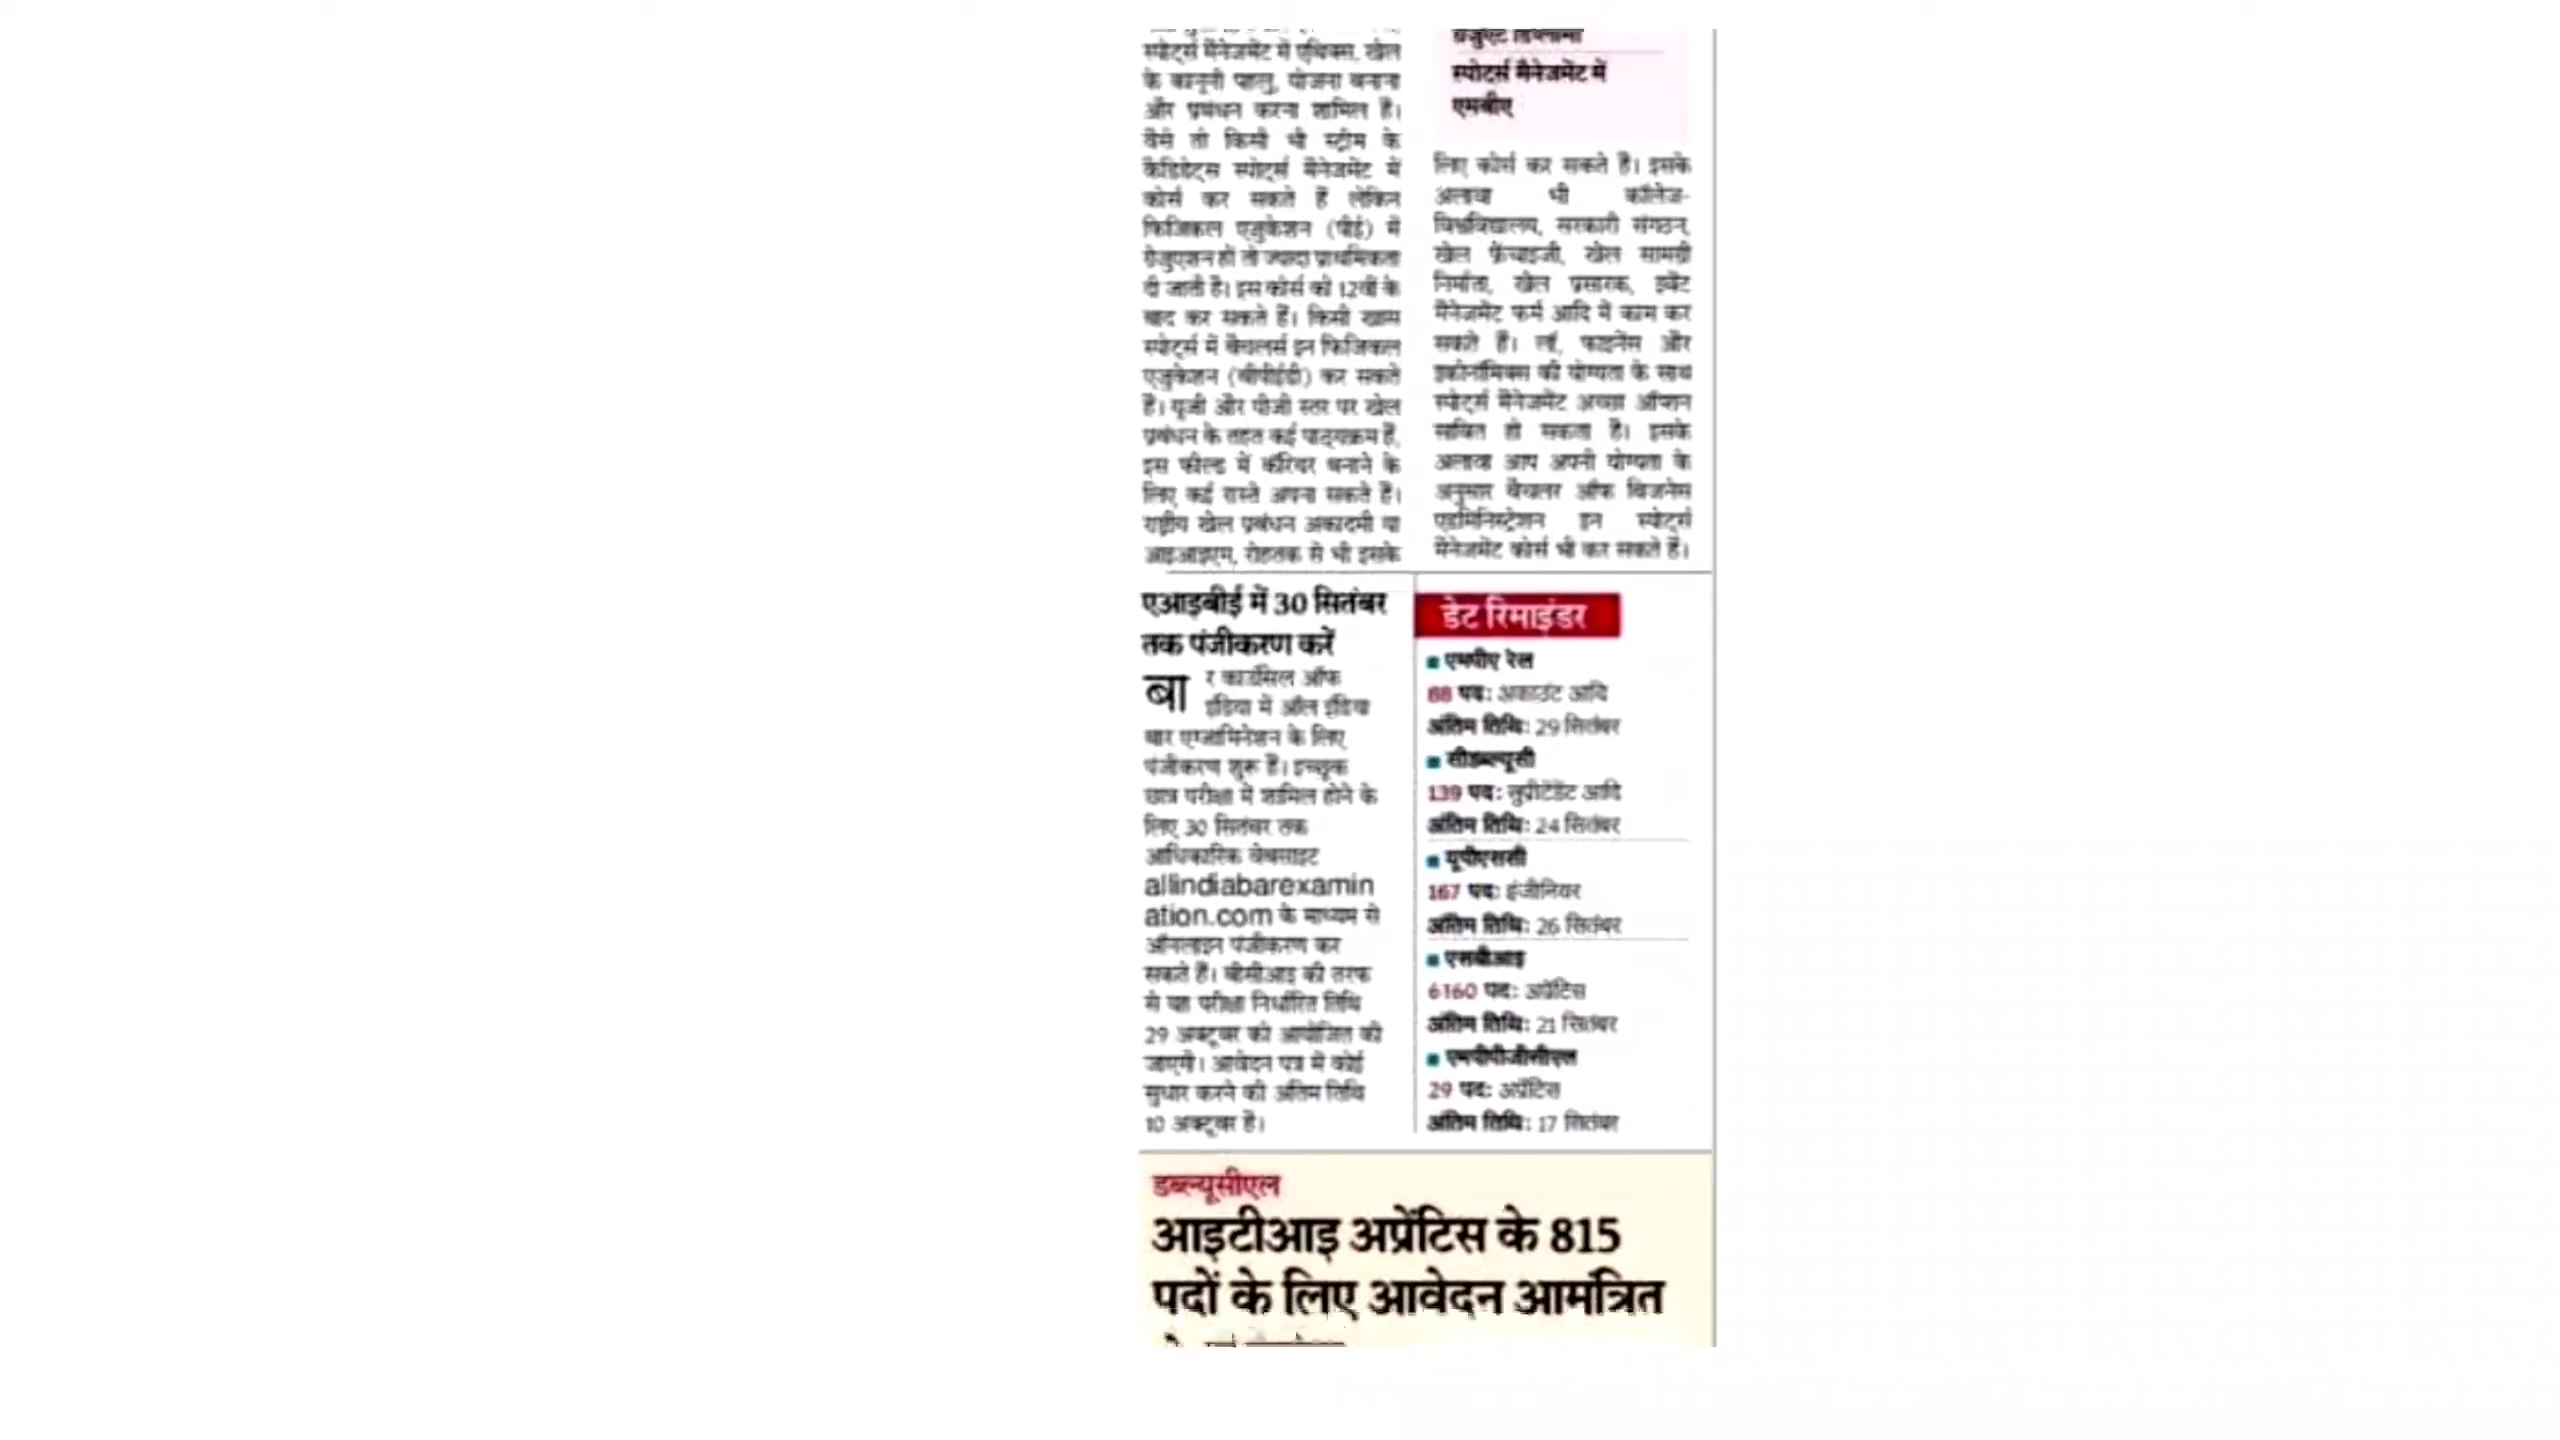 स्पोर्ट्स मैनेजमेंट में एथिक्स, खेल
के कानूनी पहलु, योजना बनाना
और प्रबंधन करना शामिल है।
वैसे तो किसी भी स्ट्रीम के
कैंडिडेट्स स्पोर्ट्स मैनेजमेंट में
कोर्स कर सकते हैं लेकिन
फिजिकल एजुकेशन (पीई) में
ग्रेजुएशन हो तो ज्यादा प्राथमिकता
दी जाती है। इस कोर्स को 12वीं के
बाद कर सकते हैं। किसी खास
स्पोर्ट्स में बैचलर्स इन फिजिकल
एजुकेशन (बीपीईडी) कर सकते
हैं। यूजी और पीजी स्तर पर खेल
प्रबंधन के तहत कई पाठ्यक्रम हैं,
इस फील्ड में कॅरियर बनाने के
लिए कई रास्ते अपना सकते हैं।
राष्ट्रीय खेल प्रबंधन अकादमी या
आइआइएम, रोहतक से भी इसके
ग्रेजुएट डिप्लोमा
स्पोर्ट्स मैनेजमेंट में
एमबीए
लिए कोर्स कर सकते हैं। इसके
अलावा भी कॉलेज-
विश्वविद्यालय, सरकारी संगठन,
खेल फ्रेंचाइजी, खेल सामग्री
निर्माता, खेल प्रसारक, इवेंट
मैनेजमेंट फर्म आदि में काम कर
सकते हैं। लॉ, फाइनेंस और
इकोनॉमिक्स की योग्यता के साथ
स्पोर्ट्स मैनेजमेंट अच्छा ऑप्शन
साबित हो सकता है। इसके
अलावा आप अपनी योग्यता के
अनुसार बैचलर ऑफ बिजनेस
एडमिनिस्ट्रेशन इन स्पोर्ट्स
मैनेजमेंट कोर्स भी कर सकते हैं।
एआइबीई में 30 सितंबर
तक पंजीकरण करें
बार काउंसिल ऑफ
इंडिया में ऑल इंडिया
बार एग्जामिनेशन के लिए
पंजीकरण शुरू हैं। इच्छुक
छात्र परीक्षा में शामिल होने के
लिए 30 सितंबर तक
आधिकारिक वेबसाइट
allindiabarexamin
ation.com के माध्यम से
ऑनलाइन पंजीकरण कर
सकते हैं। बीसीआइ की तरफ
से यह परीक्षा निर्धारित तिथि
29 अक्टूबर को आयोजित की
जाएगी। आवेदन पत्र में कोई
सुधार करने की अंतिम तिथि
10 अक्टूबर है।
डेट रिमाइंडर
एमपीए रेल
88 पद: अकाउंट आदि
अंतिम तिथि: 29 सितंबर
सीडब्ल्यूसी
139 पद: सुप्रीटेंडेंट आदि
अंतिम तिथि: 24 सितंबर
यूपीएससी
167 पद: इंजीनियर
अंतिम तिथि: 26 सितंबर
एसबीआइ
6160 पद: अप्रेंटिस
अंतिम तिथि: 21 सितंबर
एमपीपीजीसीएल
29 पद: अप्रेंटिस
अंतिम तिथि: 17 सितंबर
डब्ल्यूसीएल
आइटीआइ अप्रेंटिस के 815
पदों के लिए आवेदन आमंत्रित